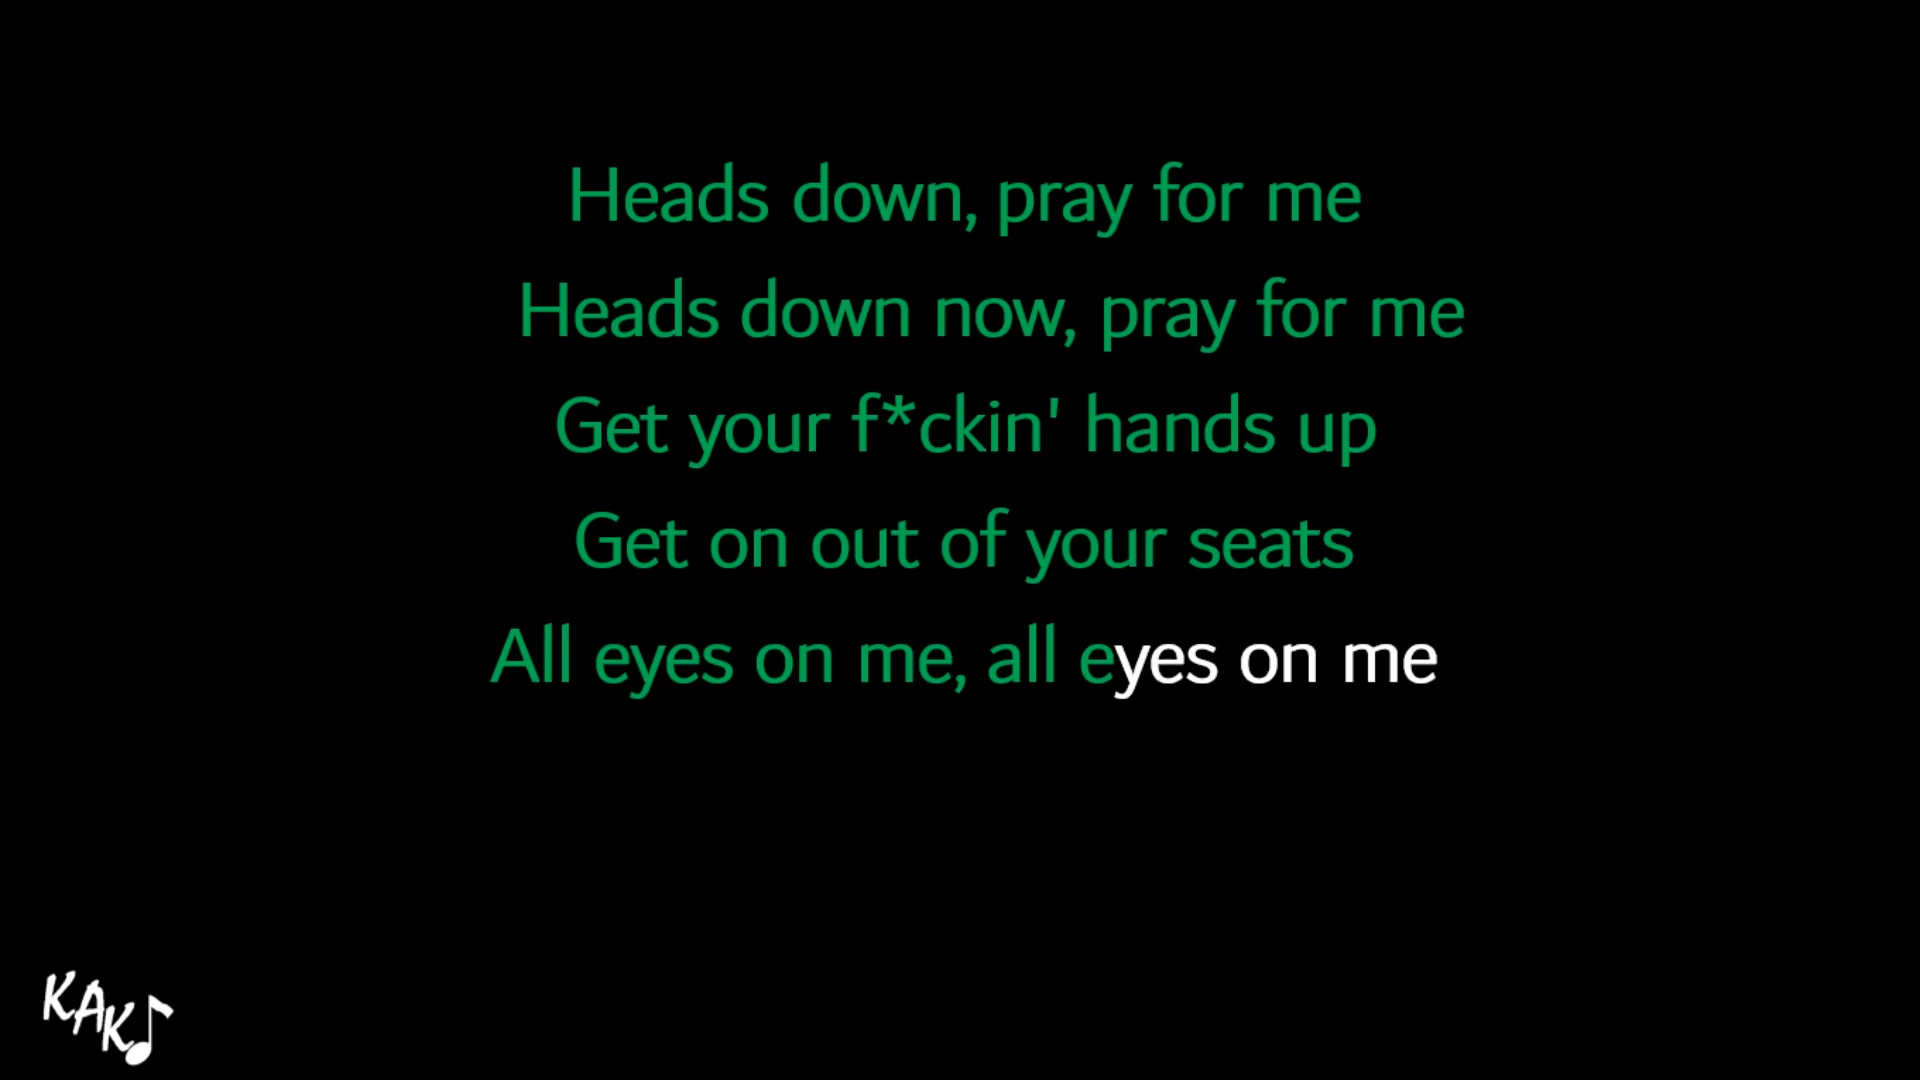 Heads down, pray for me
Heads down now, pray for me
Get your f*ckin' hands up
Get on out of your seats
All eyes on me, all eyes on me
KAK